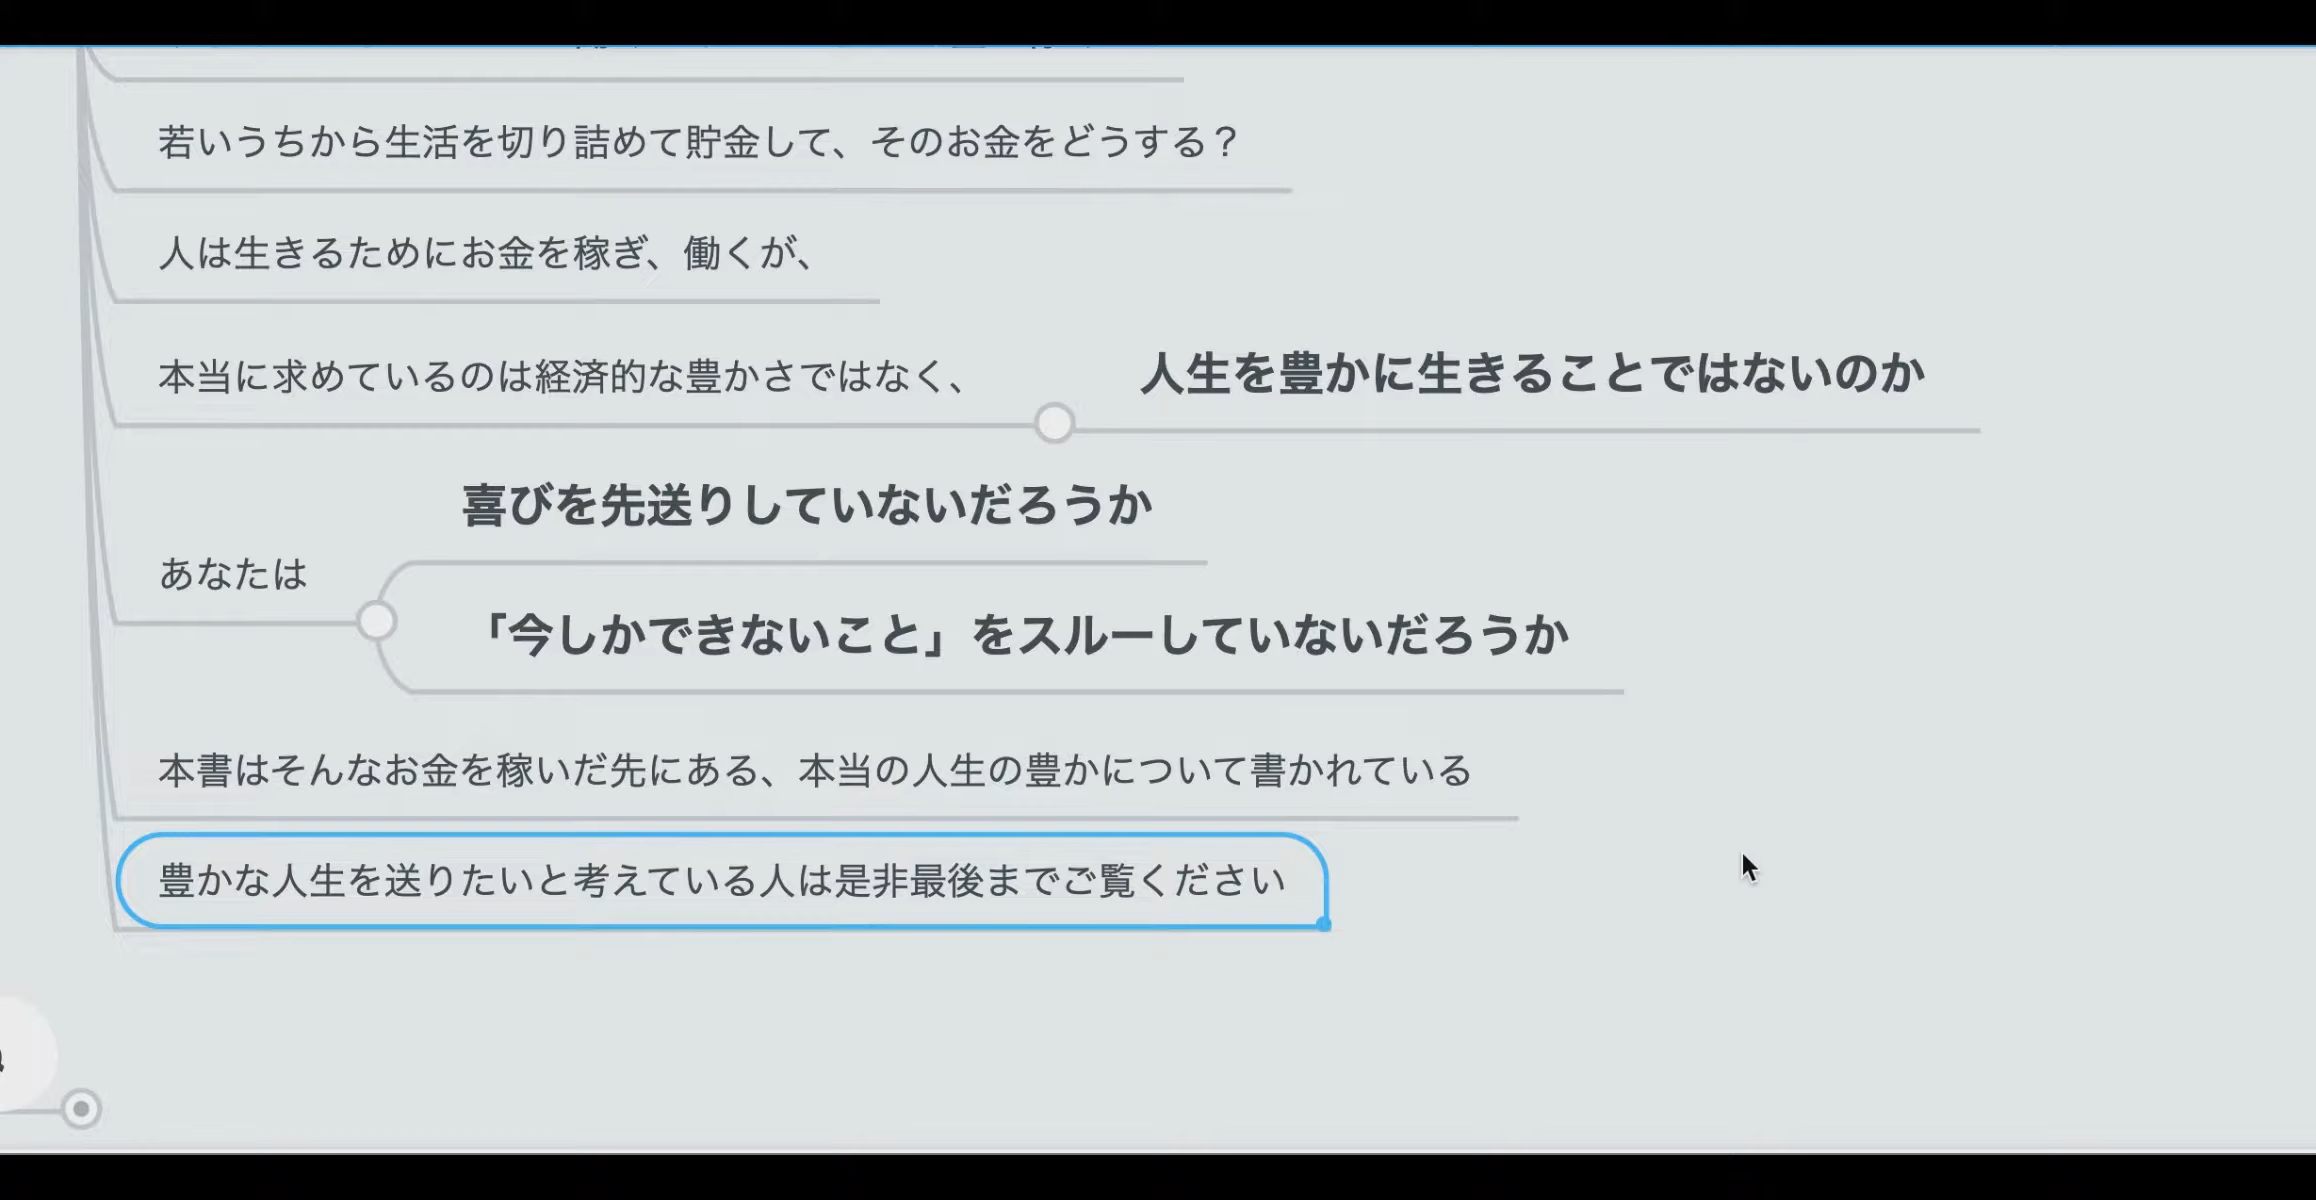 若いうちから生活を切り詰めて貯金して、そのお金をどうする？
人は生きるためにお金を稼ぎ、働くが、
本当に求めているのは経済的な豊かさではなく、
人生を豊かに生きることではないのか
あなたは
喜びを先送りしていないだろうか
「今しかできないこと」をスルーしていないだろうか
本書はそんなお金を稼いだ先にある、本当の人生の豊かについて書かれている
豊かな人生を送りたいと考えている人は是非最後までご覧ください